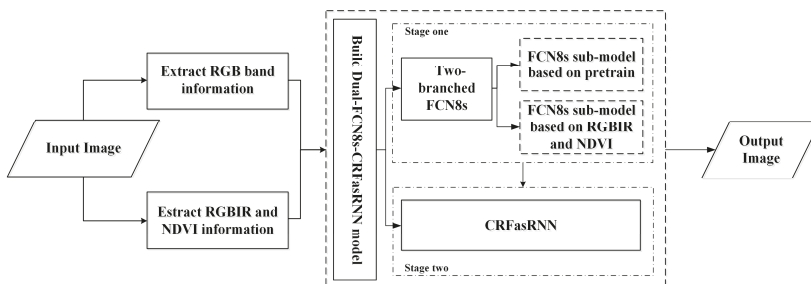 Input Image
Extract RGB band
information
Estract RGBIR and
NDVI information
Build Dual-FCN8s-CRFasRNN model
Stage one
Two-
branched
FCN8s
FCN8s sub-model
based on pretrain
FCN8s sub-model
based on RGBIR
and NDVI
CRFasRNN
Stage two
Output
Image